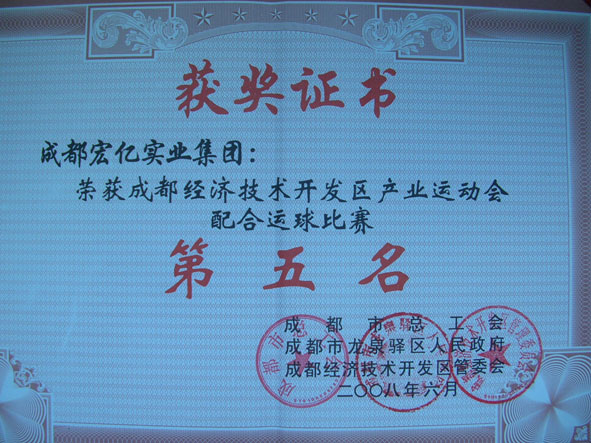 获奖证书
成都宏亿实业集团：
荣获成都经济技术开发区产业运动会
配合运球比赛
第五名
成都市总工会
成都市龙泉驿区人民政府
成都经济技术开发区管委会
二〇〇八年六月